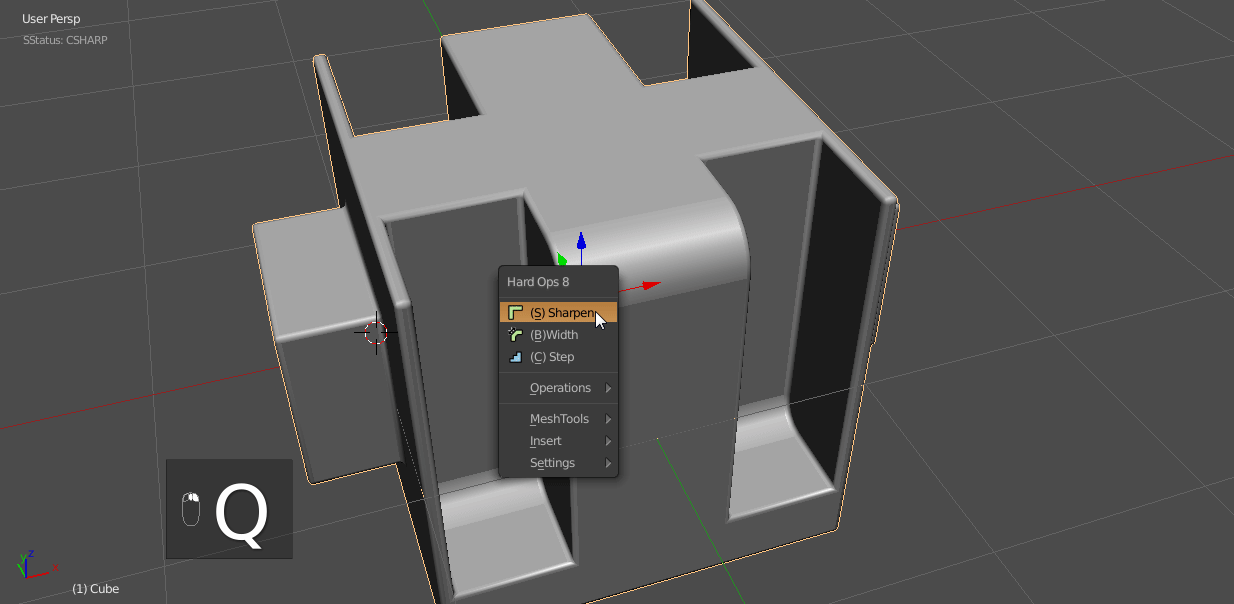 User Persp
SStatus: CSHARP
Hard Ops 8
(S) Sharpen
(B)Width
(C) Step
Operations
MeshTools
Insert
Settings
Q
z
y
x
(1) Cube